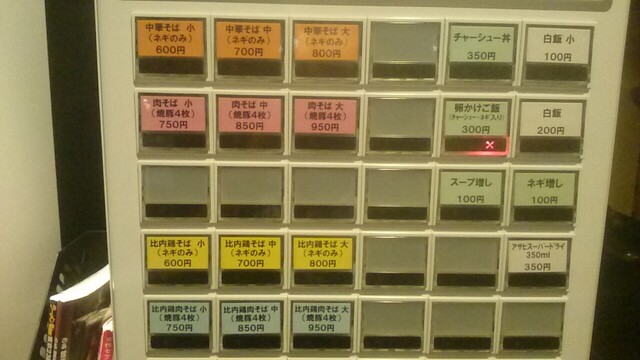 中華そば 小
(ネギのみ)
600円
中華そば 中
(ネギのみ)
700円
中華そば 大
(ネギのみ)
800円
チャーシュー丼
350円
白飯 小
100円
肉そば 小
(焼豚4枚)
750円
肉そば 中
(焼豚4枚)
850円
肉そば 大
(焼豚4枚)
950円
卵かけご飯
(チャーシュー・ネギ入り)
300円
白飯
200円
スープ増し
100円
ネギ増し
100円
比内鶏そば 小
(ネギのみ)
600円
比内鶏そば 中
(ネギのみ)
700円
比内鶏そば 大
(ネギのみ)
800円
アサヒスーパードライ
350ml
350円
比内鶏肉そば 小
(焼豚4枚)
750円
比内鶏肉そば 中
(焼豚4枚)
850円
比内鶏肉そば 大
(焼豚4枚)
950円